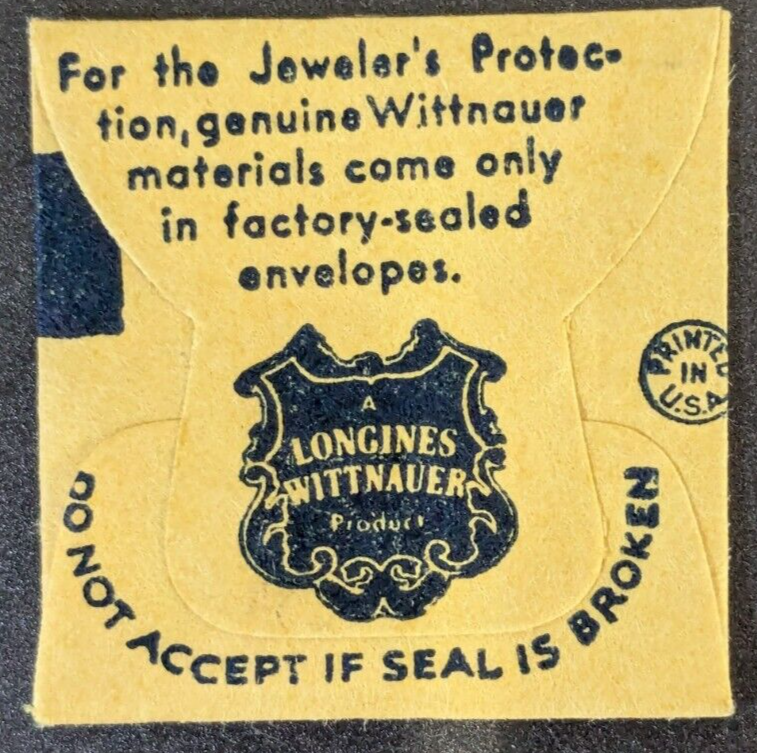 For the Jeweler's Protec-
tion, genuine Wittnauer
materials come only
in factory-sealed
envelopes.
PRINTED
IN
U.S.A
A
LONGINES
WITTNAUER
Product
DO NOT ACCEPT IF SEAL IS BROKEN